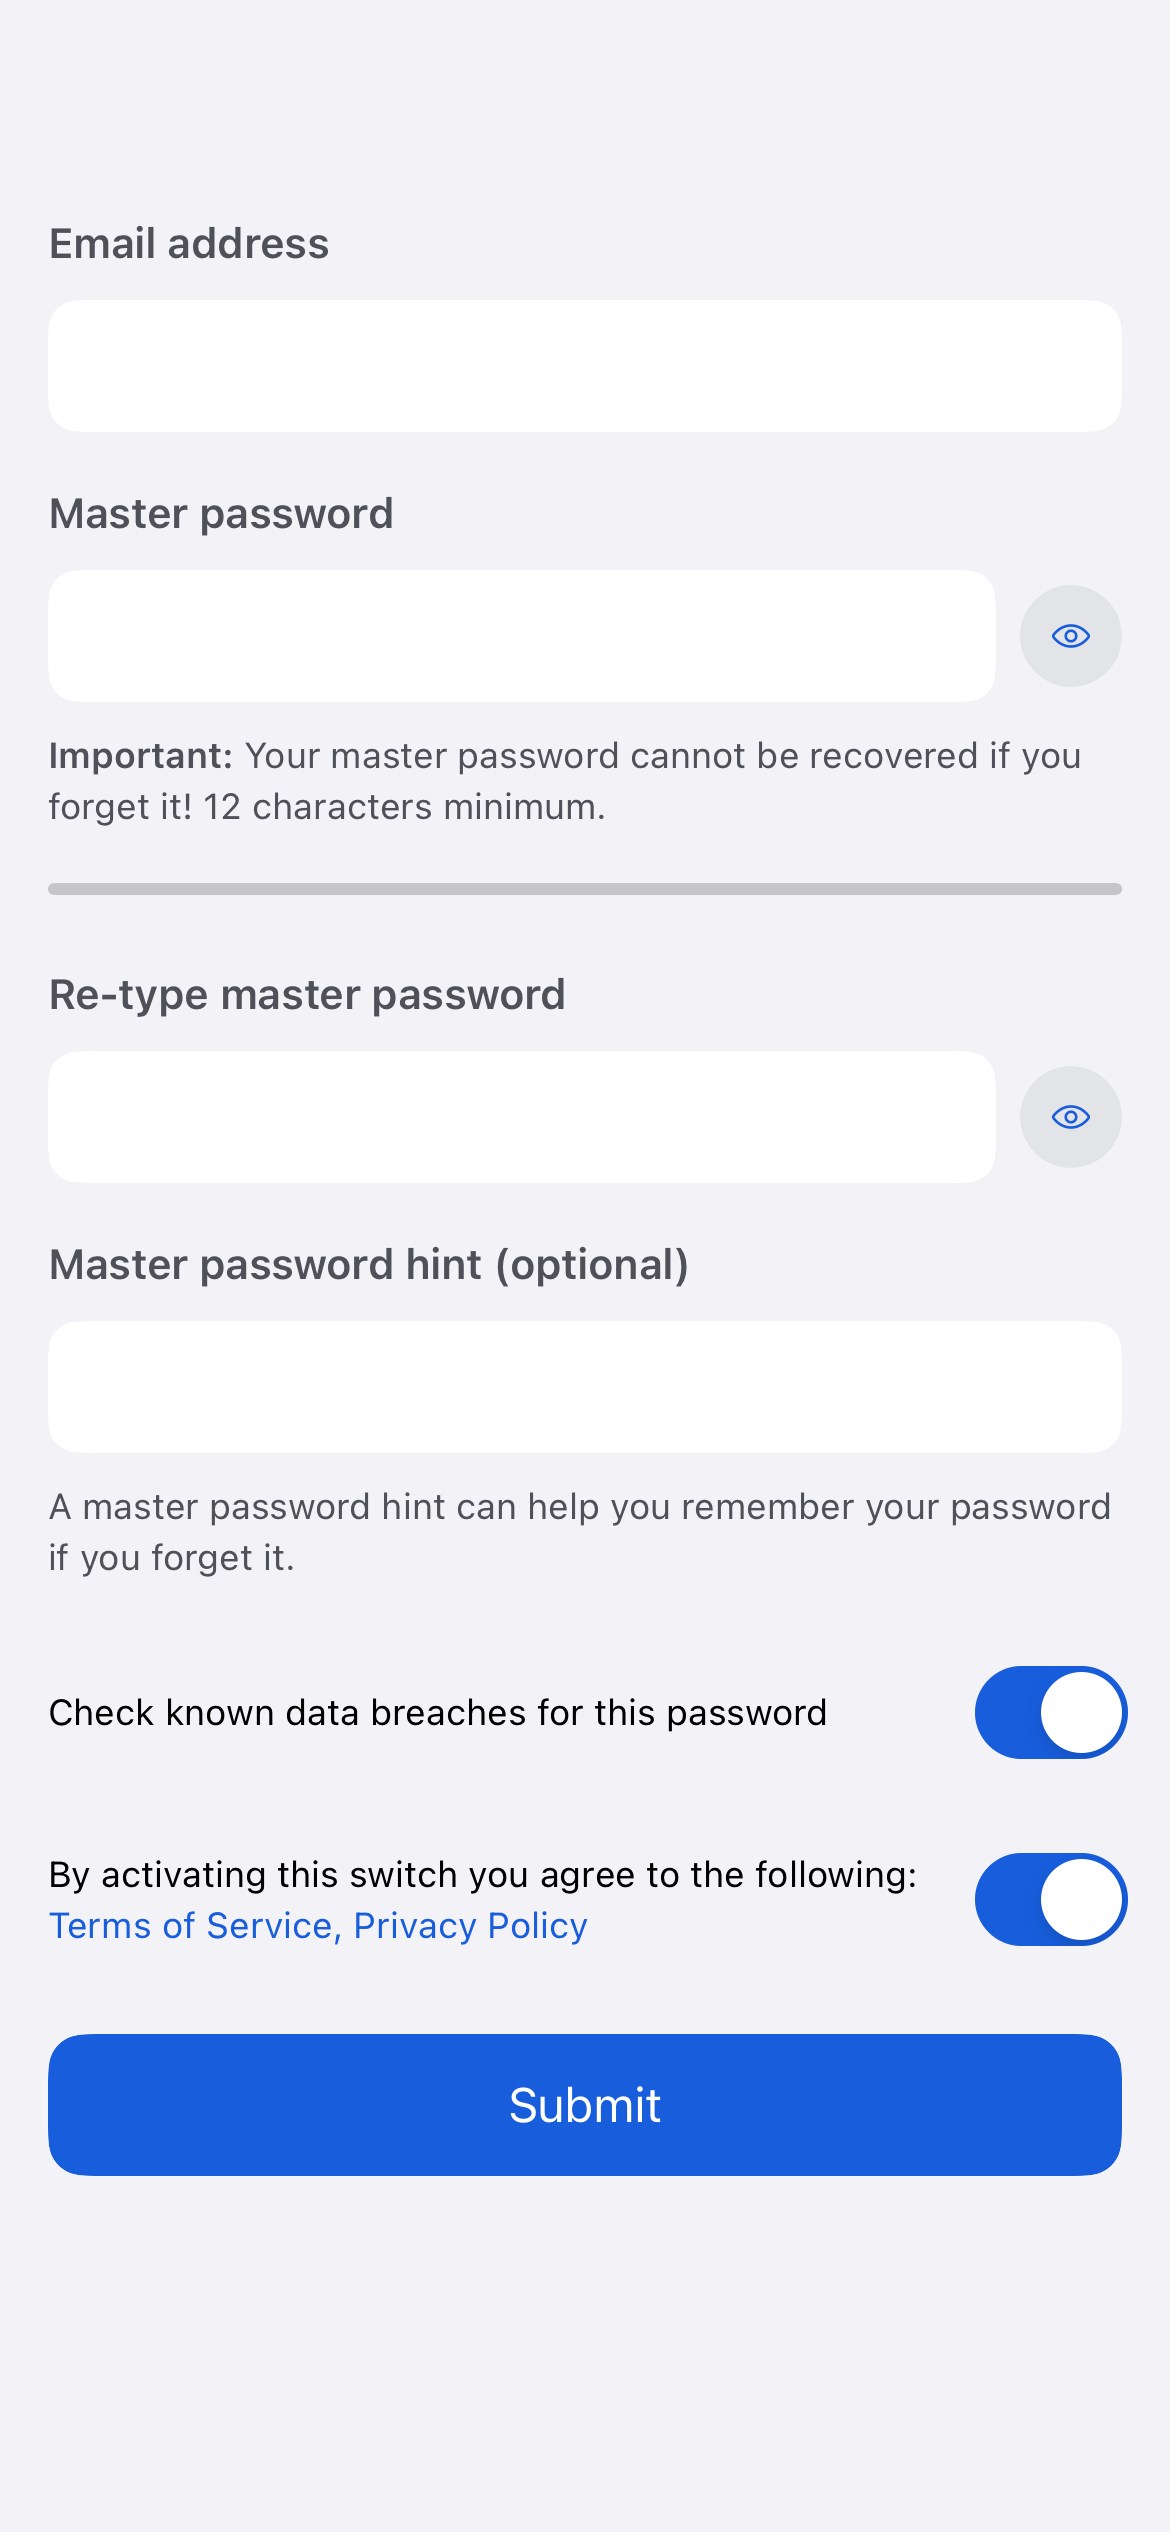 Email address
Master password
Important: Your master password cannot be recovered if you
forget it! 12 characters minimum.
Re-type master password
Master password hint (optional)
A master password hint can help you remember your password
if you forget it.
Check known data breaches for this password
By activating this switch you agree to the following:
Terms of Service, Privacy Policy
Submit